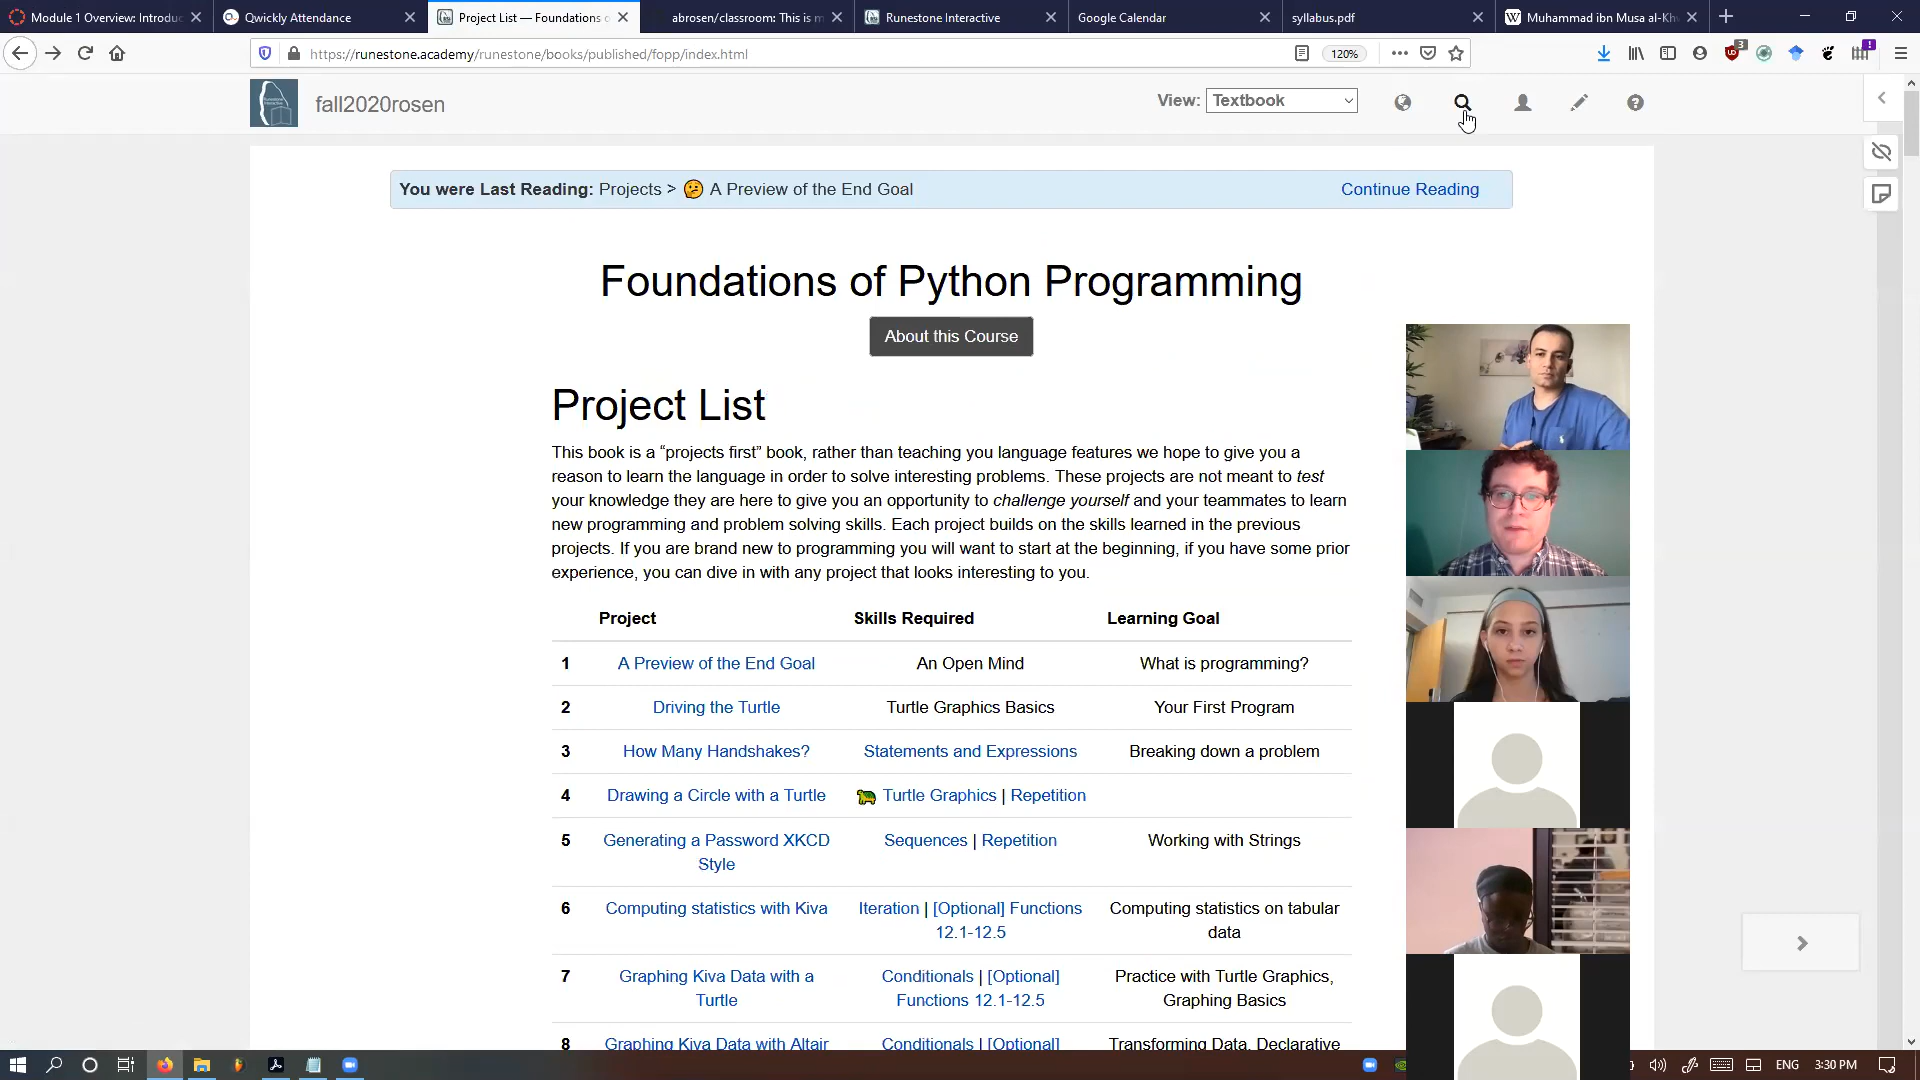 Module 1 Overview: Introduc
Qwickly Attendance
Project List — Foundations o
abrosen/classroom: This is m
Runestone Interactive
Google Calendar
syllabus.pdf
Muhammad ibn Musa al-Kh
https://runestone.academy/runestone/books/published/fopp/index.html
120%
3
1
fall2020rosen
View: Textbook
You were Last Reading: Projects > 🤔 A Preview of the End Goal
Continue Reading
Foundations of Python Programming
About this Course
Project List
This book is a “projects first” book, rather than teaching you language features we hope to give you a
reason to learn the language in order to solve interesting problems. These projects are not meant to test
your knowledge they are here to give you an opportunity to challenge yourself and your teammates to learn
new programming and problem solving skills. Each project builds on the skills learned in the previous
projects. If you are brand new to programming you will want to start at the beginning, if you have some prior
experience, you can dive in with any project that looks interesting to you.
Project Skills Required Learning Goal
1 A Preview of the End Goal An Open Mind What is programming?
2 Driving the Turtle Turtle Graphics Basics Your First Program
3 How Many Handshakes? Statements and Expressions Breaking down a problem
4 Drawing a Circle with a Turtle 🐢 Turtle Graphics | Repetition
5 Generating a Password XKCD Sequences | Repetition Working with Strings
Style
6 Computing statistics with Kiva Iteration | [Optional] Functions Computing statistics on tabular
12.1-12.5 data
7 Graphing Kiva Data with a Conditionals | [Optional] Practice with Turtle Graphics,
Turtle Functions 12.1-12.5 Graphing Basics
8 Graphing Kiva Data with Altair Conditionals | [Optional] Transforming Data, Declarative
ENG
3:30 PM